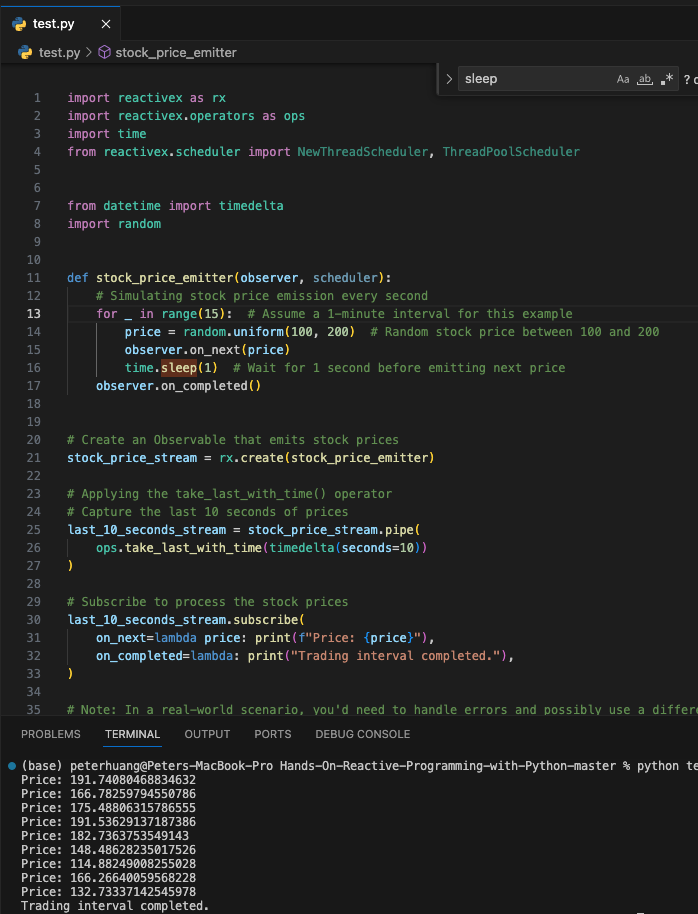 test.py ×
test.py > stock_price_emitter
> sleep Aa ab .* ?
1 import reactivex as rx
2 import reactivex.operators as ops
3 import time
4 from reactivex.scheduler import NewThreadScheduler, ThreadPoolScheduler
5
6
7 from datetime import timedelta
8 import random
9
10
11 def stock_price_emitter(observer, scheduler):
12     # Simulating stock price emission every second
13     for _ in range(15):  # Assume a 1-minute interval for this example
14         price = random.uniform(100, 200)  # Random stock price between 100 and 200
15         observer.on_next(price)
16         time.sleep(1)  # Wait for 1 second before emitting next price
17     observer.on_completed()
18
19
20 # Create an Observable that emits stock prices
21 stock_price_stream = rx.create(stock_price_emitter)
22
23 # Applying the take_last_with_time() operator
24 # Capture the last 10 seconds of prices
25 last_10_seconds_stream = stock_price_stream.pipe(
26     ops.take_last_with_time(timedelta(seconds=10))
27 )
28
29 # Subscribe to process the stock prices
30 last_10_seconds_stream.subscribe(
31     on_next=lambda price: print(f"Price: {price}"),
32     on_completed=lambda: print("Trading interval completed."),
33 )
34
35 # Note: In a real-world scenario, you'd need to handle errors and possibly use a differe
PROBLEMS TERMINAL OUTPUT PORTS DEBUG CONSOLE
(base) peterhuang@Peters-MacBook-Pro Hands-On-Reactive-Programming-with-Python-master % python te
Price: 191.74080468834632
Price: 166.78259794550786
Price: 175.48806315786555
Price: 191.53629137187386
Price: 182.7363753549143
Price: 148.48628235017526
Price: 114.88249008255028
Price: 166.26640059568228
Price: 132.73337142545978
Trading interval completed.